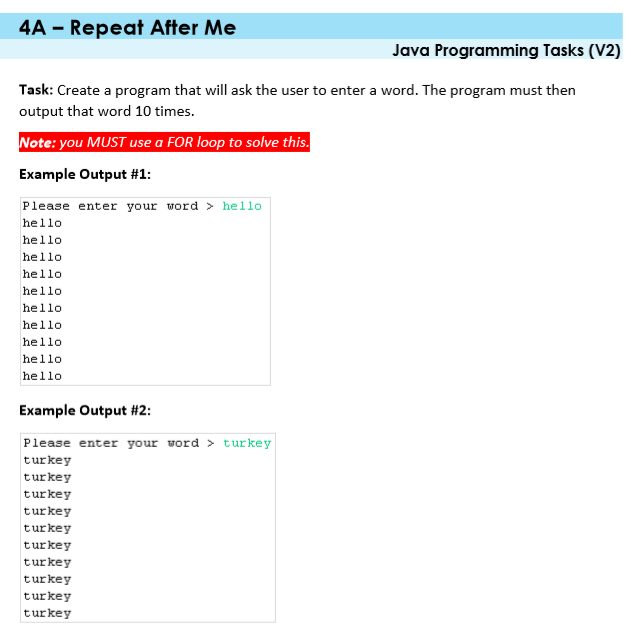 4A – Repeat After Me
Java Programming Tasks (V2)
Task: Create a program that will ask the user to enter a word. The program must then
output that word 10 times.
Note: you MUST use a FOR loop to solve this.
Example Output #1:
Please enter your word > hello
hello
hello
hello
hello
hello
hello
hello
hello
hello
hello
Example Output #2:
Please enter your word > turkey
turkey
turkey
turkey
turkey
turkey
turkey
turkey
turkey
turkey
turkey